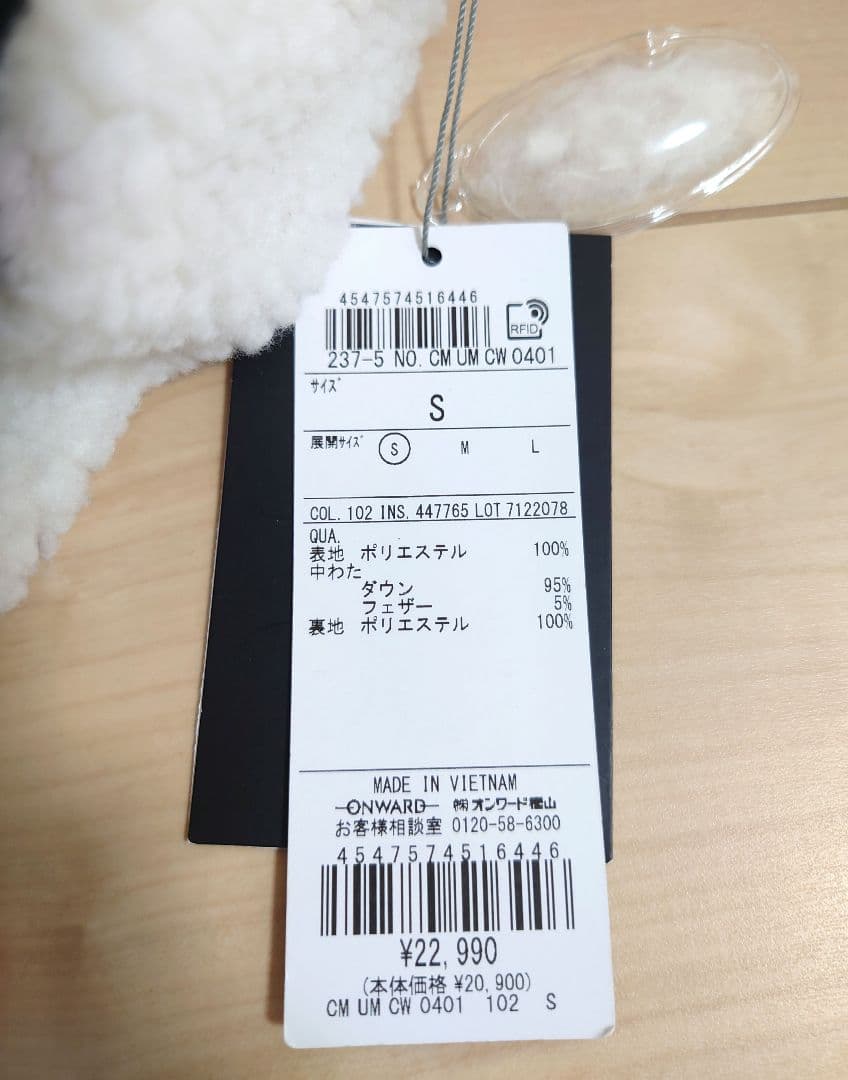 4547574516446
RFID
237-5 NO. CM UM CW 0401
サイズ
S
展開サイズ S M L
COL. 102 INS. 447765 LOT 7122078
QUA.
表地 ポリエステル 100%
中わた
ダウン 95%
フェザー 5%
裏地 ポリエステル 100%
MADE IN VIETNAM
ONWARD ㈱オンワード樫山
お客様相談室 0120-58-6300
4547574516446
¥22,990
(本体価格 ¥20,900)
CM UM CW 0401 102 S